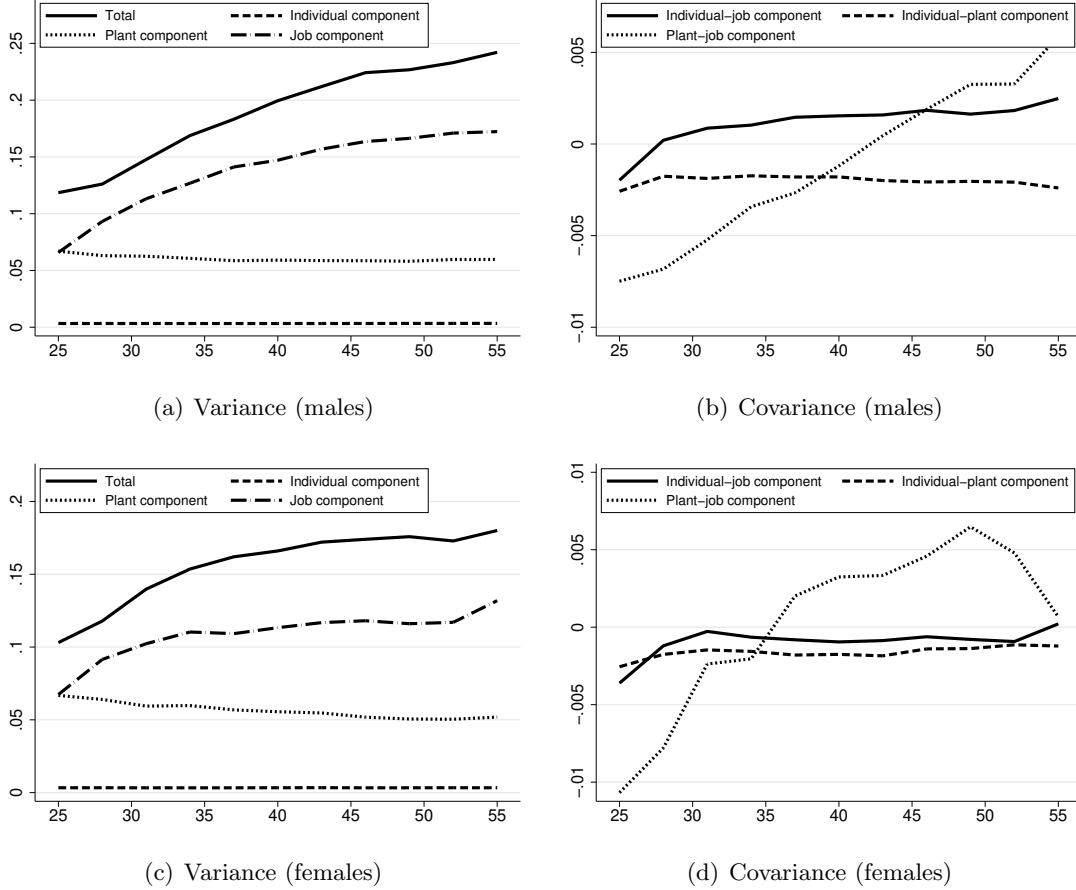 Total
Individual component
Plant component
Job component
0
.05
.1
.15
.2
.25
25
30
35
40
45
50
55
(a) Variance (males)
Individual−job component
Individual−plant component
Plant−job component
−.01
−.005
0
.005
25
30
35
40
45
50
55
(b) Covariance (males)
Total
Individual component
Plant component
Job component
0
.05
.1
.15
.2
25
30
35
40
45
50
55
(c) Variance (females)
Individual−job component
Individual−plant component
Plant−job component
−.01
−.005
0
.005
.01
25
30
35
40
45
50
55
(d) Covariance (females)